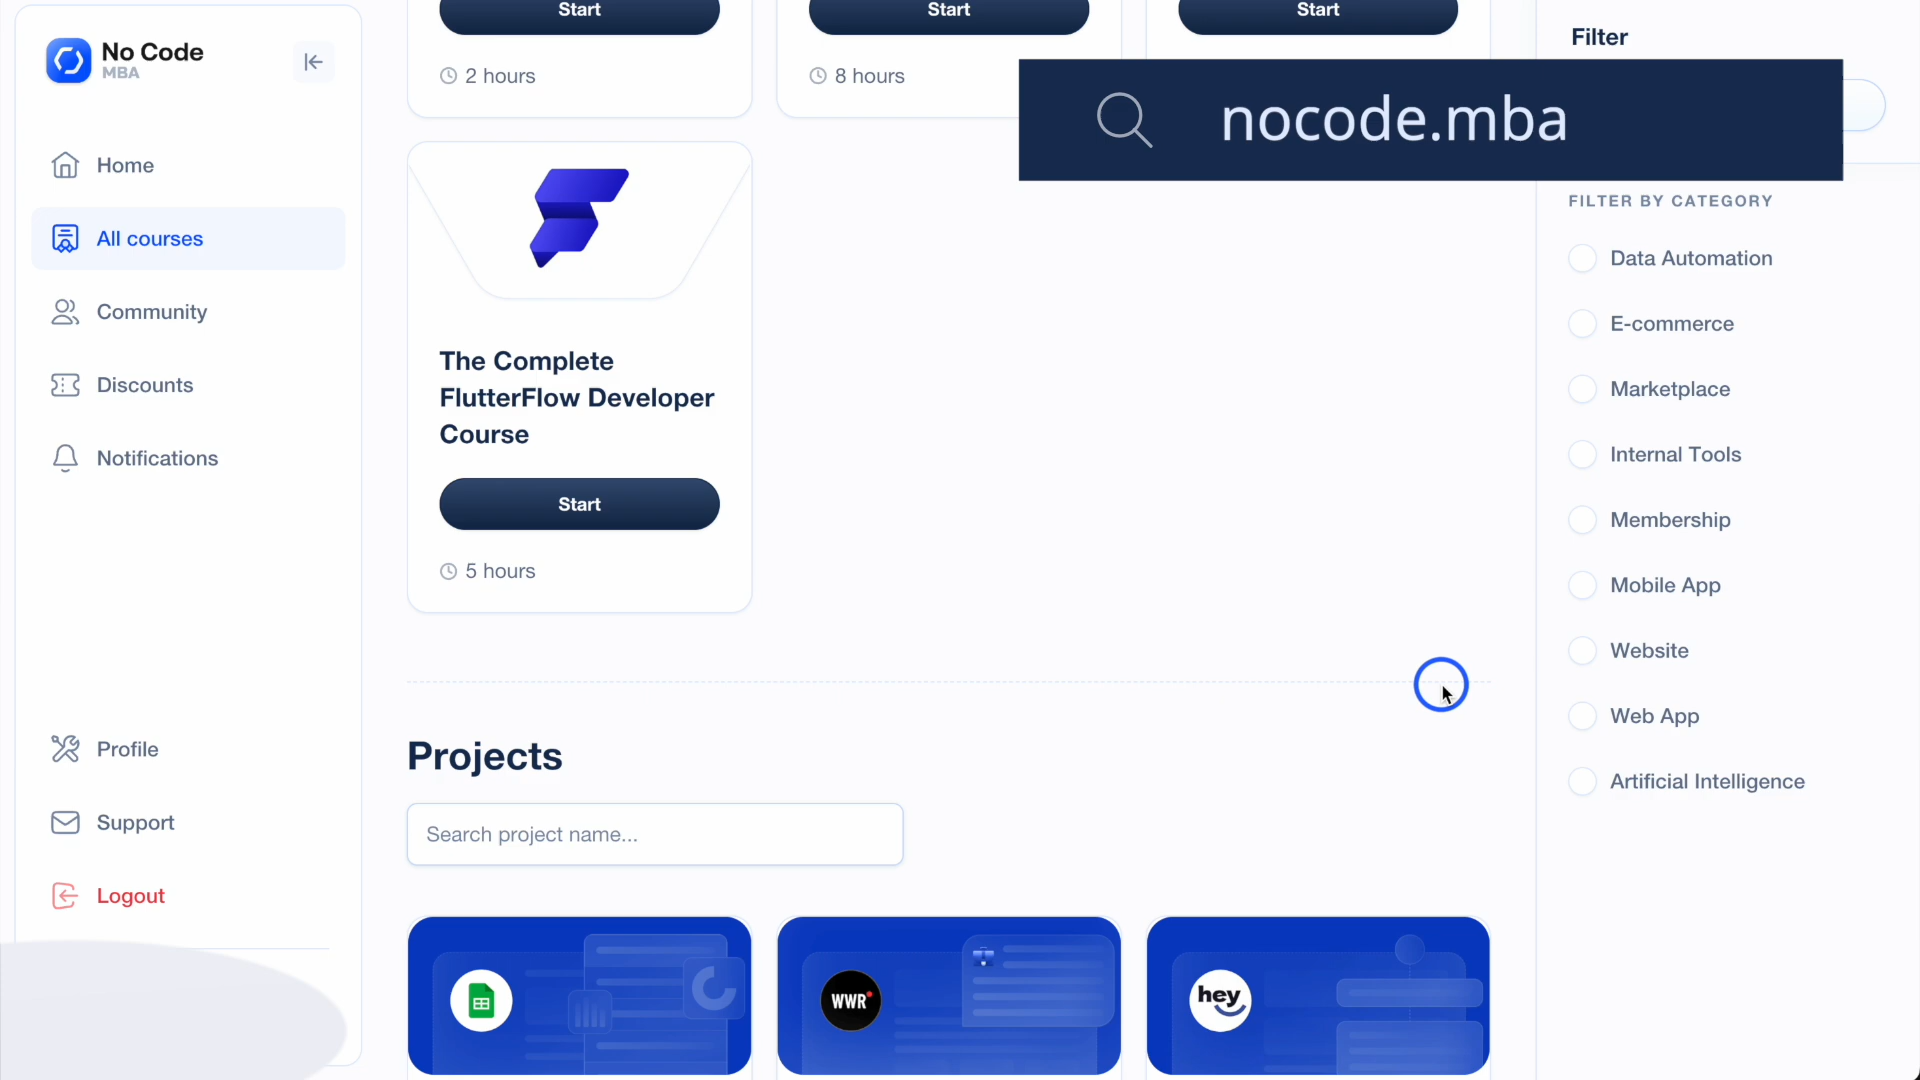 No Code
MBA
Home
All courses
Community
Discounts
Notifications
Profile
Support
Logout
Start
Start
Start
2 hours
8 hours
The Complete
FlutterFlow Developer
Course
Start
5 hours
Projects
Search project name...
WWR
hey
Filter
nocode.mba
FILTER BY CATEGORY
Data Automation
E-commerce
Marketplace
Internal Tools
Membership
Mobile App
Website
Web App
Artificial Intelligence